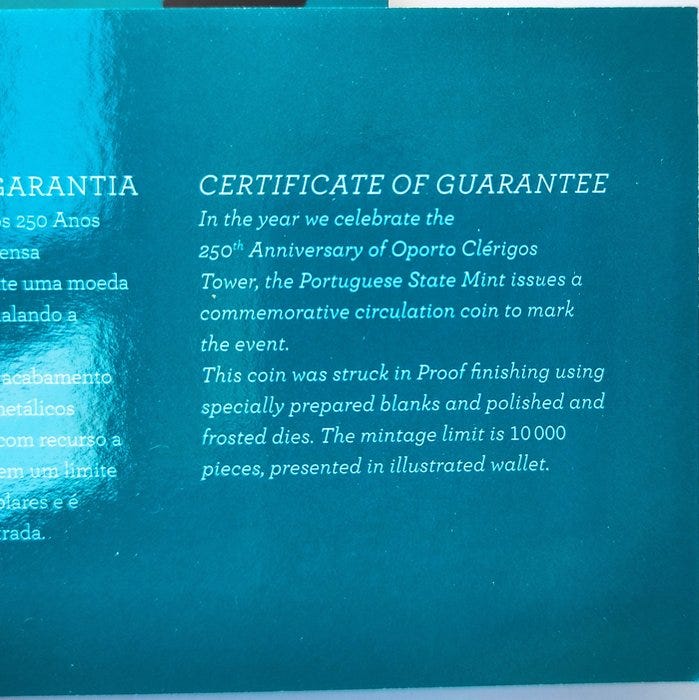 GARANTIA
os 250 Anos
ensa
te uma moeda
alando a
acabamento
metálicos
com recurso a
em um limite
plares e é
trada.
CERTIFICATE OF GUARANTEE
In the year we celebrate the
250th Anniversary of Oporto Clérigos
Tower, the Portuguese State Mint issues a
commemorative circulation coin to mark
the event.
This coin was struck in Proof finishing using
specially prepared blanks and polished and
frosted dies. The mintage limit is 10 000
pieces, presented in illustrated wallet.